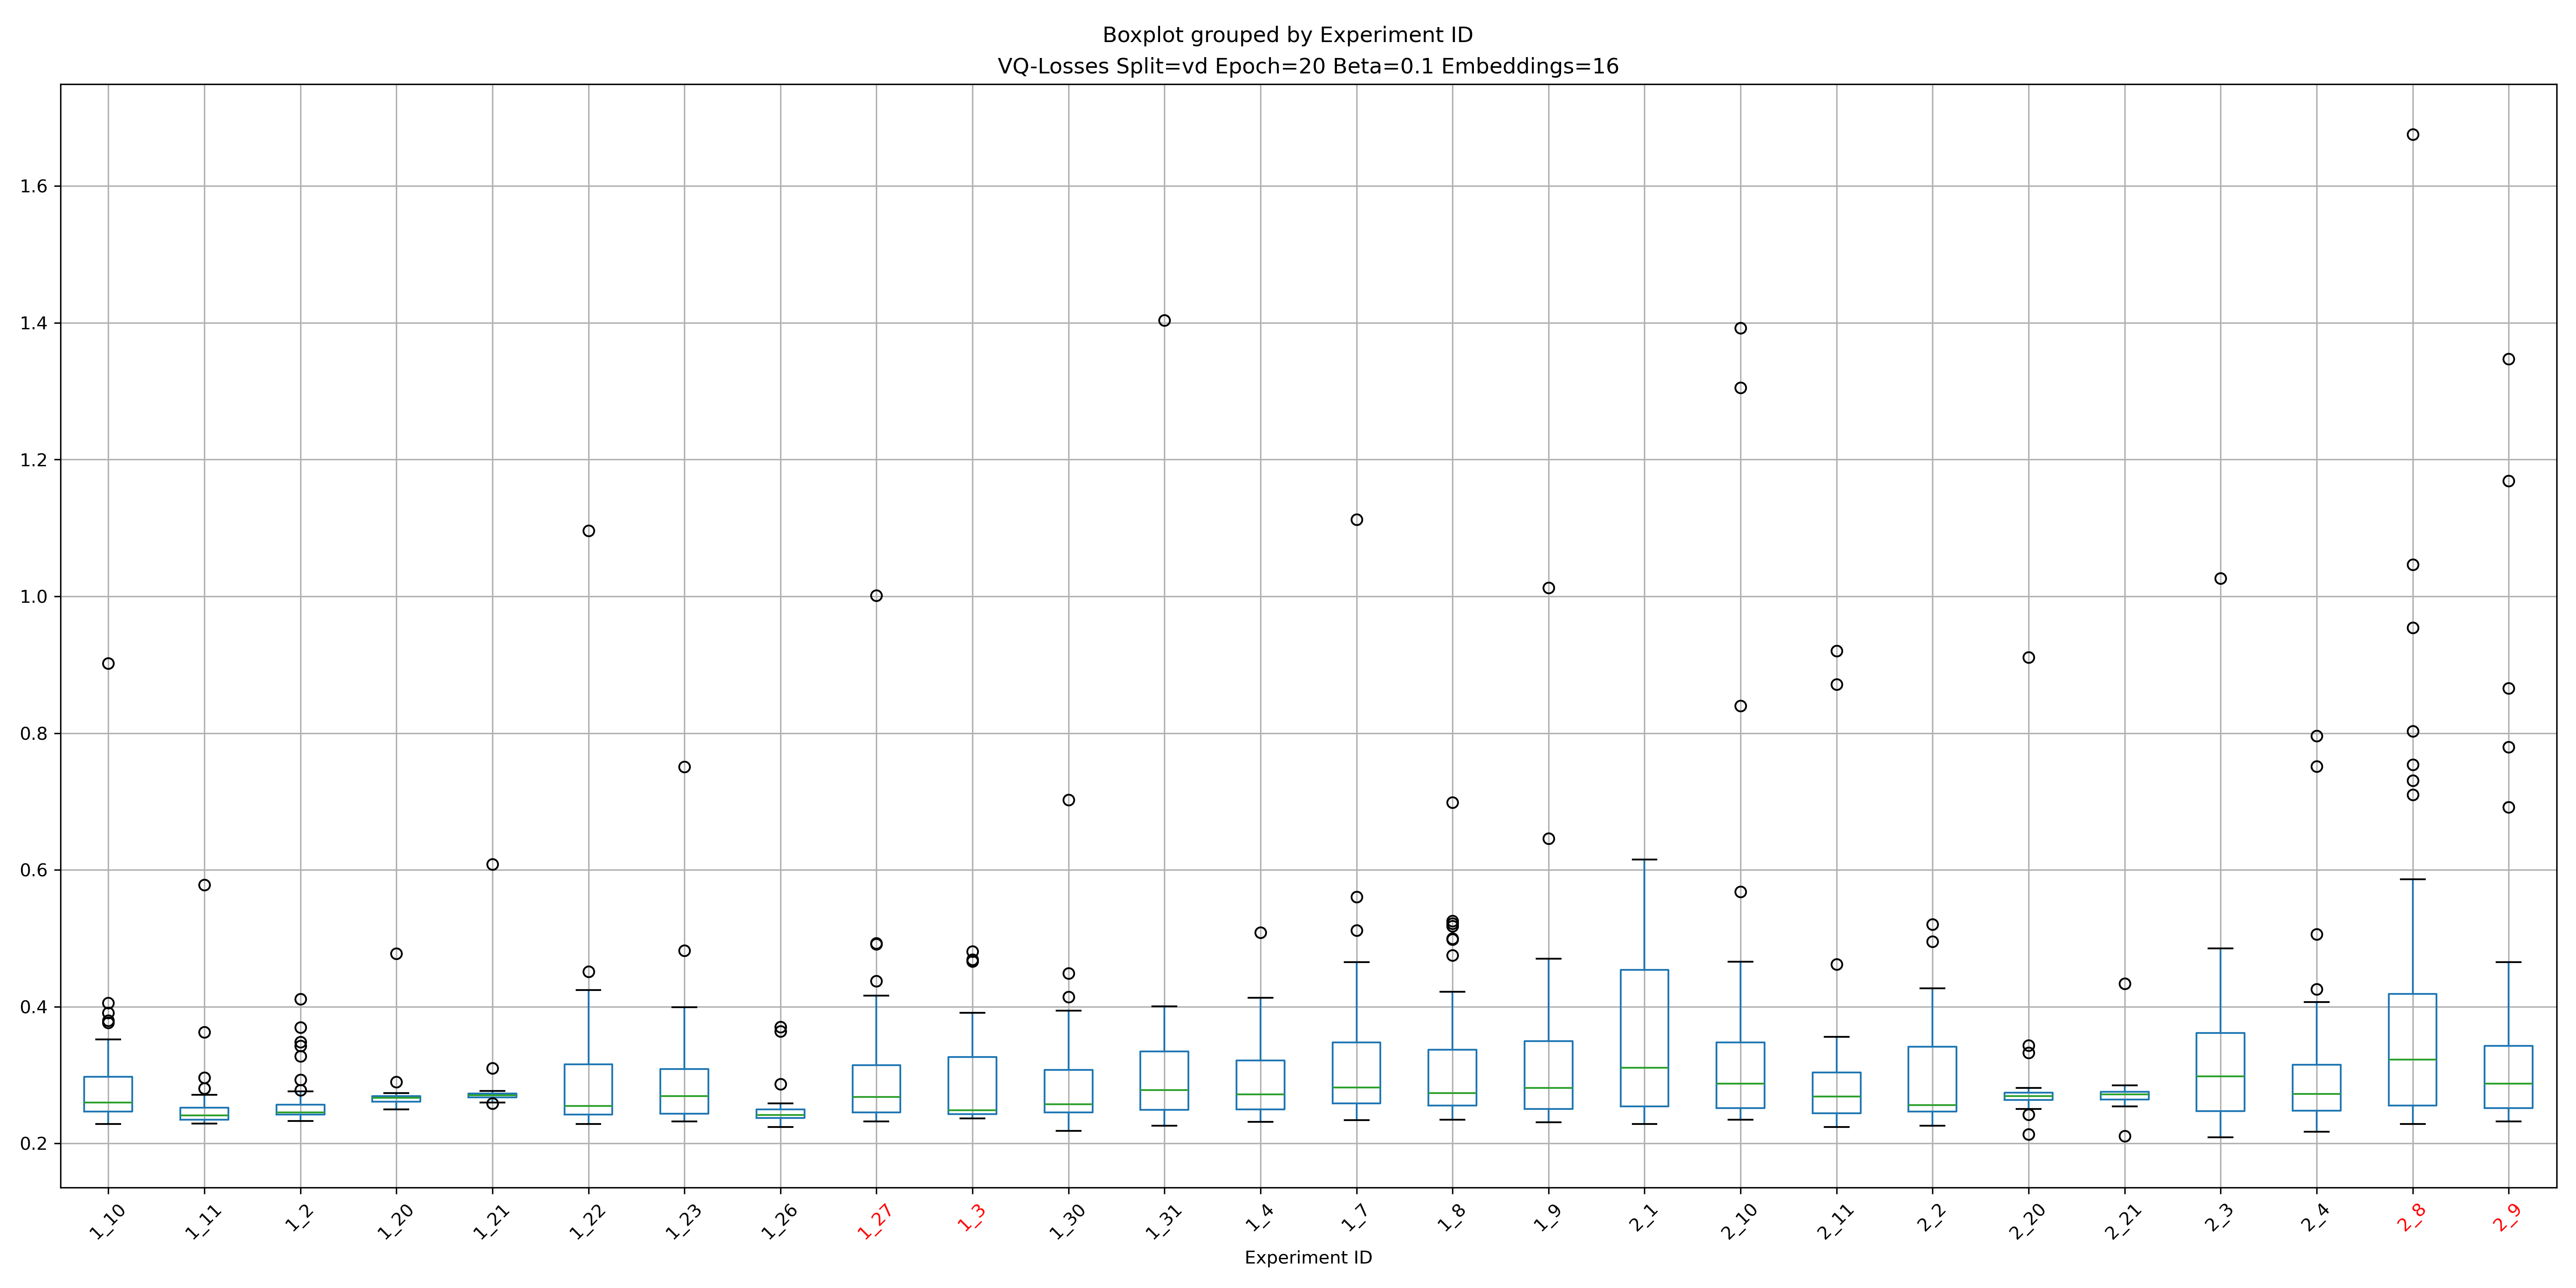 Boxplot grouped by Experiment ID
VQ-Losses Split=vd Epoch=20 Beta=0.1 Embeddings=16
1.6
1.4
1.2
1.0
0.8
0.6
0.4
0.2
1_10 1_11 1_2 1_20 1_21 1_22 1_23 1_26 1_27 1_3 1_30 1_31 1_4 1_7 1_8 1_9 2_1 2_10 2_11 2_2 2_20 2_21 2_3 2_4 2_8 2_9
Experiment ID